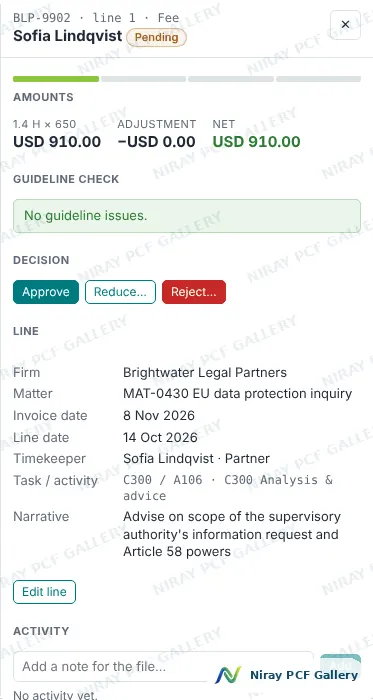 BLP-9902 · line 1 · Fee
Sofia Lindqvist Pending
×
AMOUNTS
1.4 H × 650 ADJUSTMENT NET
USD 910.00 −USD 0.00 USD 910.00
GUIDELINE CHECK
No guideline issues.
DECISION
Approve Reduce... Reject...
LINE
Firm Brightwater Legal Partners
Matter MAT-0430 EU data protection inquiry
Invoice date 8 Nov 2026
Line date 14 Oct 2026
Timekeeper Sofia Lindqvist · Partner
Task / activity C300 / A106 · C300 Analysis &
advice
Narrative Advise on scope of the supervisory
authority's information request and
Article 58 powers
Edit line
ACTIVITY
Add a note for the file... Add
Niray PCF Gallery
No activity yet.
NIRAY PCF GALLERY